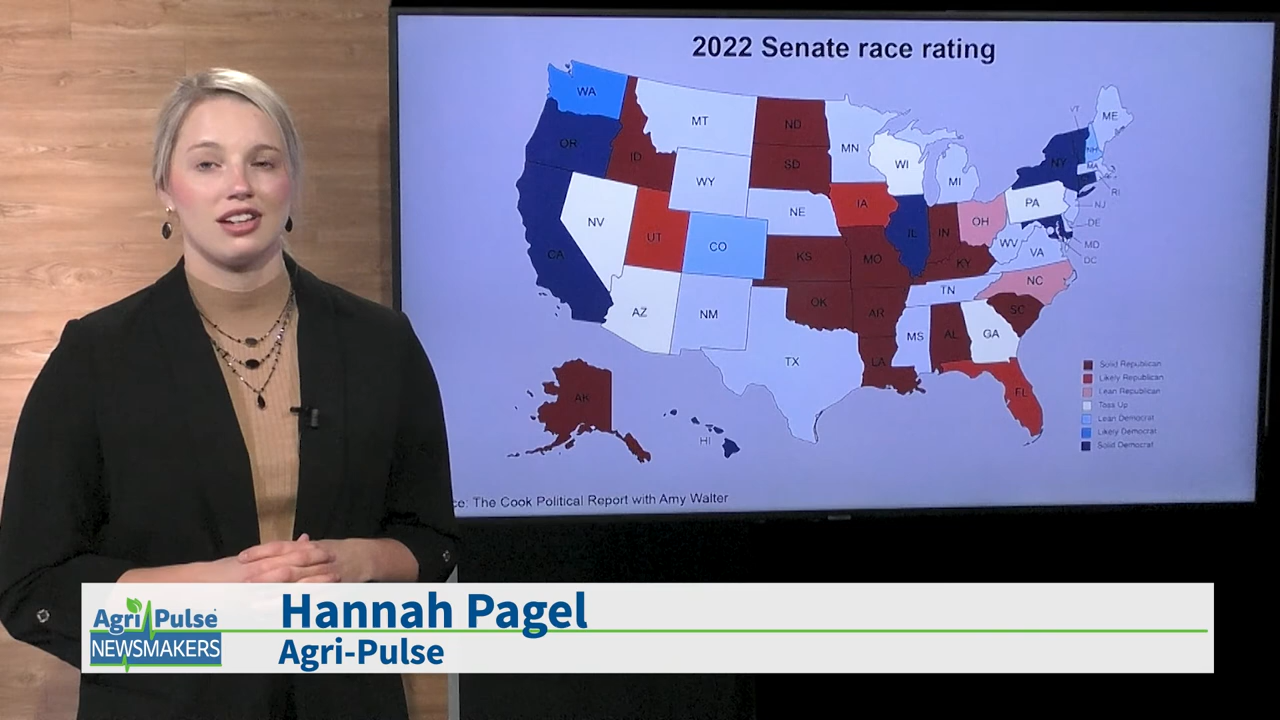 2022 Senate race rating
WA
MT
ND
MN
VT
ME
OR
ID
SD
WI
NH
NY
MA
WY
MI
RI
NV
NE
IA
PA
NJ
UT
CO
IL
IN
OH
DE
CA
KS
MO
KY
WV
VA
MD
DC
AZ
NM
OK
AR
TN
NC
SC
TX
LA
MS
AL
GA
AK
HI
FL
Solid Republican
Likely Republican
Lean Republican
Toss Up
Lean Democrat
Likely Democrat
Solid Democrat
ce: The Cook Political Report with Amy Walter
Agri Pulse
NEWSMAKERS
Hannah Pagel
Agri-Pulse